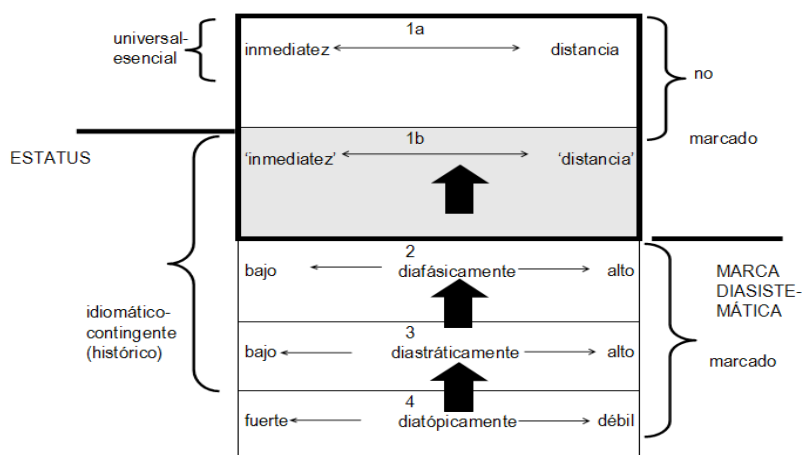 universal-
esencial
1a
inmediatez
distancia
no
marcado
ESTATUS
1b
‘inmediatez’
‘distancia’
2
bajo
diafásicamente
alto
MARCA
DIASISTE-
MÁTICA
idiomático-
contingente
(histórico)
3
bajo
diastráticamente
alto
marcado
4
fuerte
diatópicamente
débil